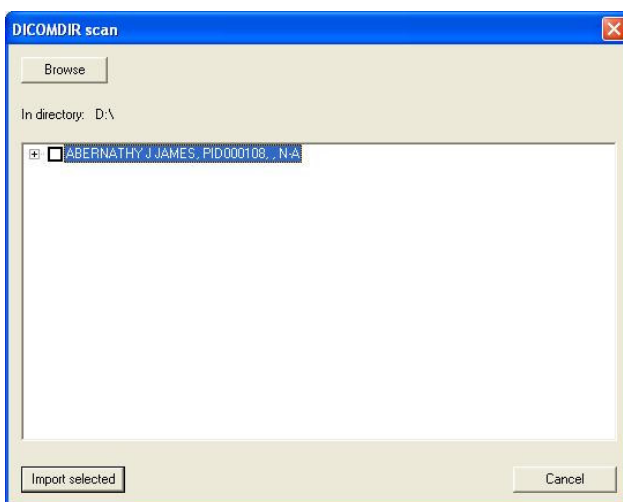 DICOMDIR scan
Browse
In directory: D:\
ABERNATHY J JAMES, PID000108, , N-A
Import selected
Cancel